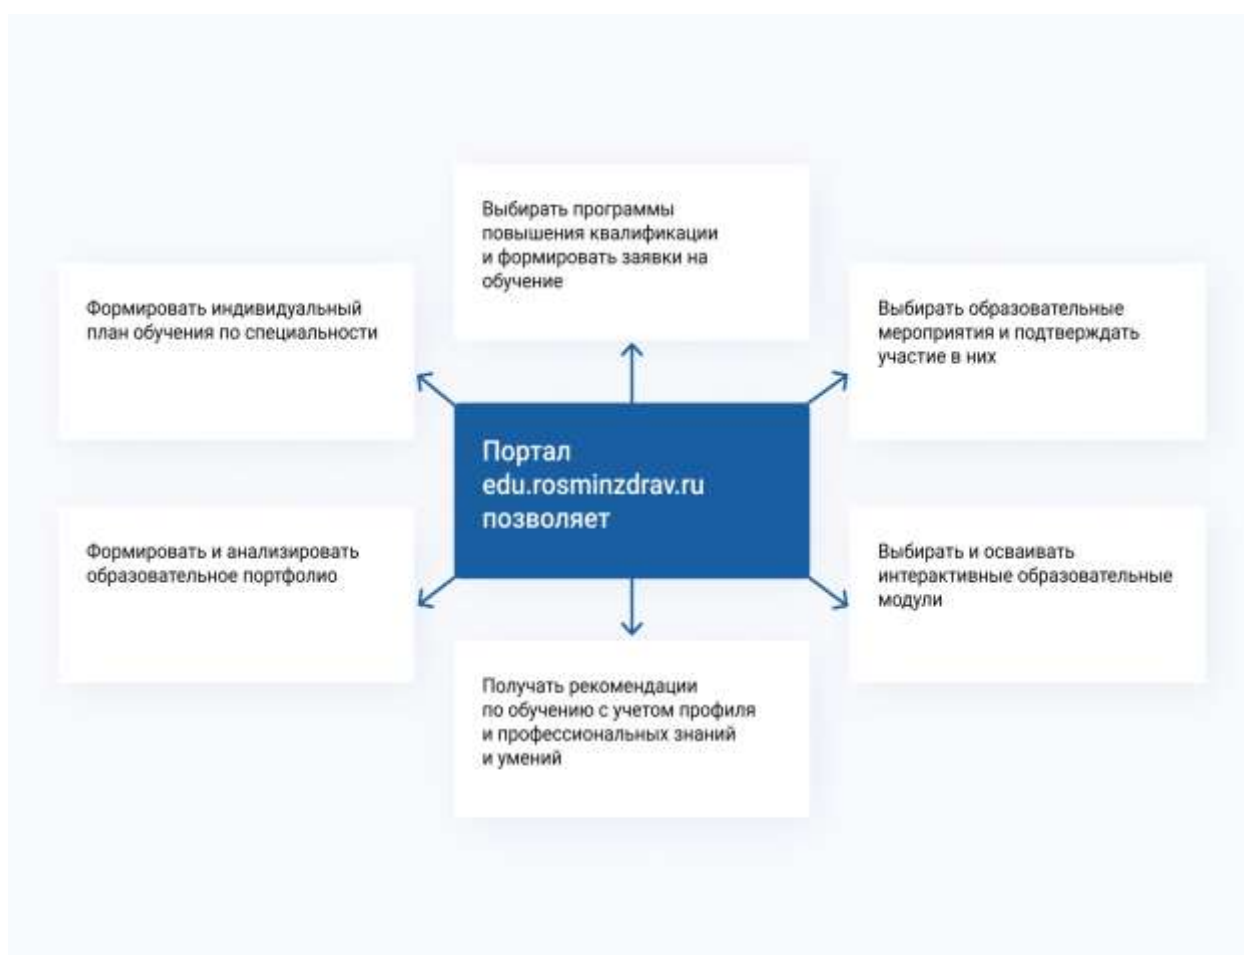 Выбирать программы
повышения квалификации
и формировать заявки на
обучение
Формировать индивидуальный
план обучения по специальности
Выбирать образовательные
мероприятия и подтверждать
участие в них
Портал
edu.rosminzdrav.ru
позволяет
Формировать и анализировать
образовательное портфолио
Выбирать и осваивать
интерактивные образовательные
модули
Получать рекомендации
по обучению с учетом профиля
и профессиональных знаний
и умений